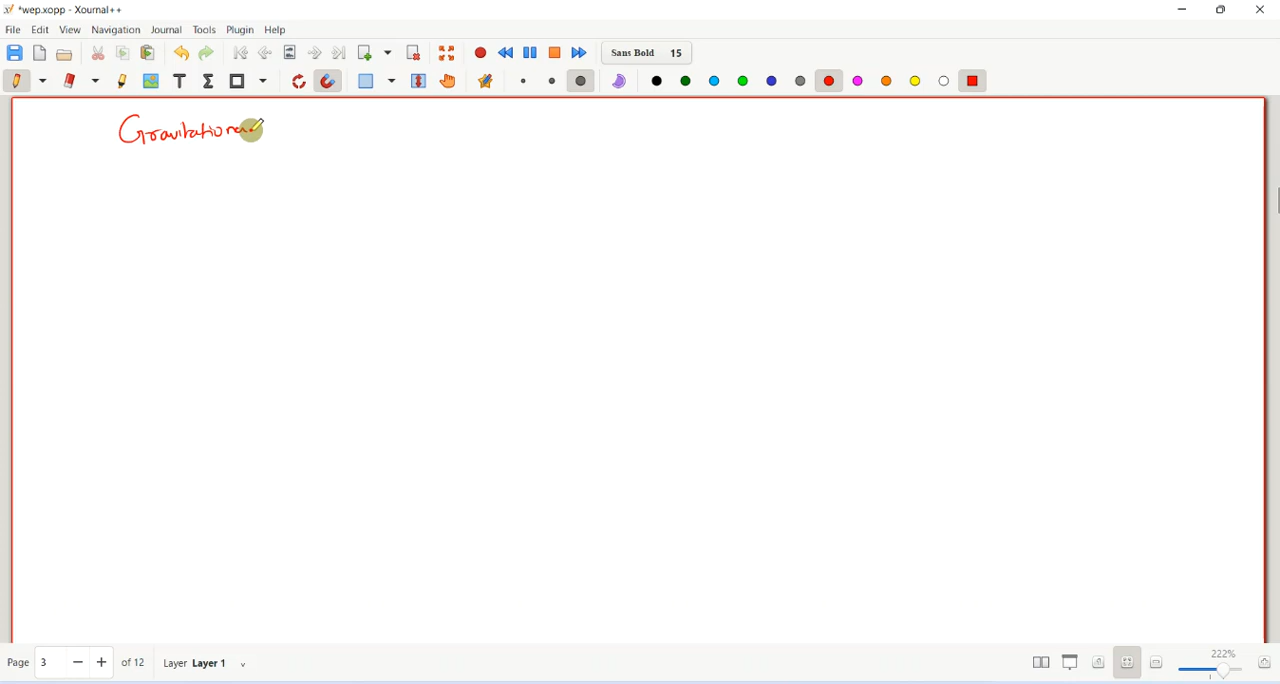 *wep.xopp - Xournal++
File Edit View Navigation Journal Tools Plugin Help
Sans Bold 15
Gravitational
Page 3 of 12 Layer Layer 1 222%